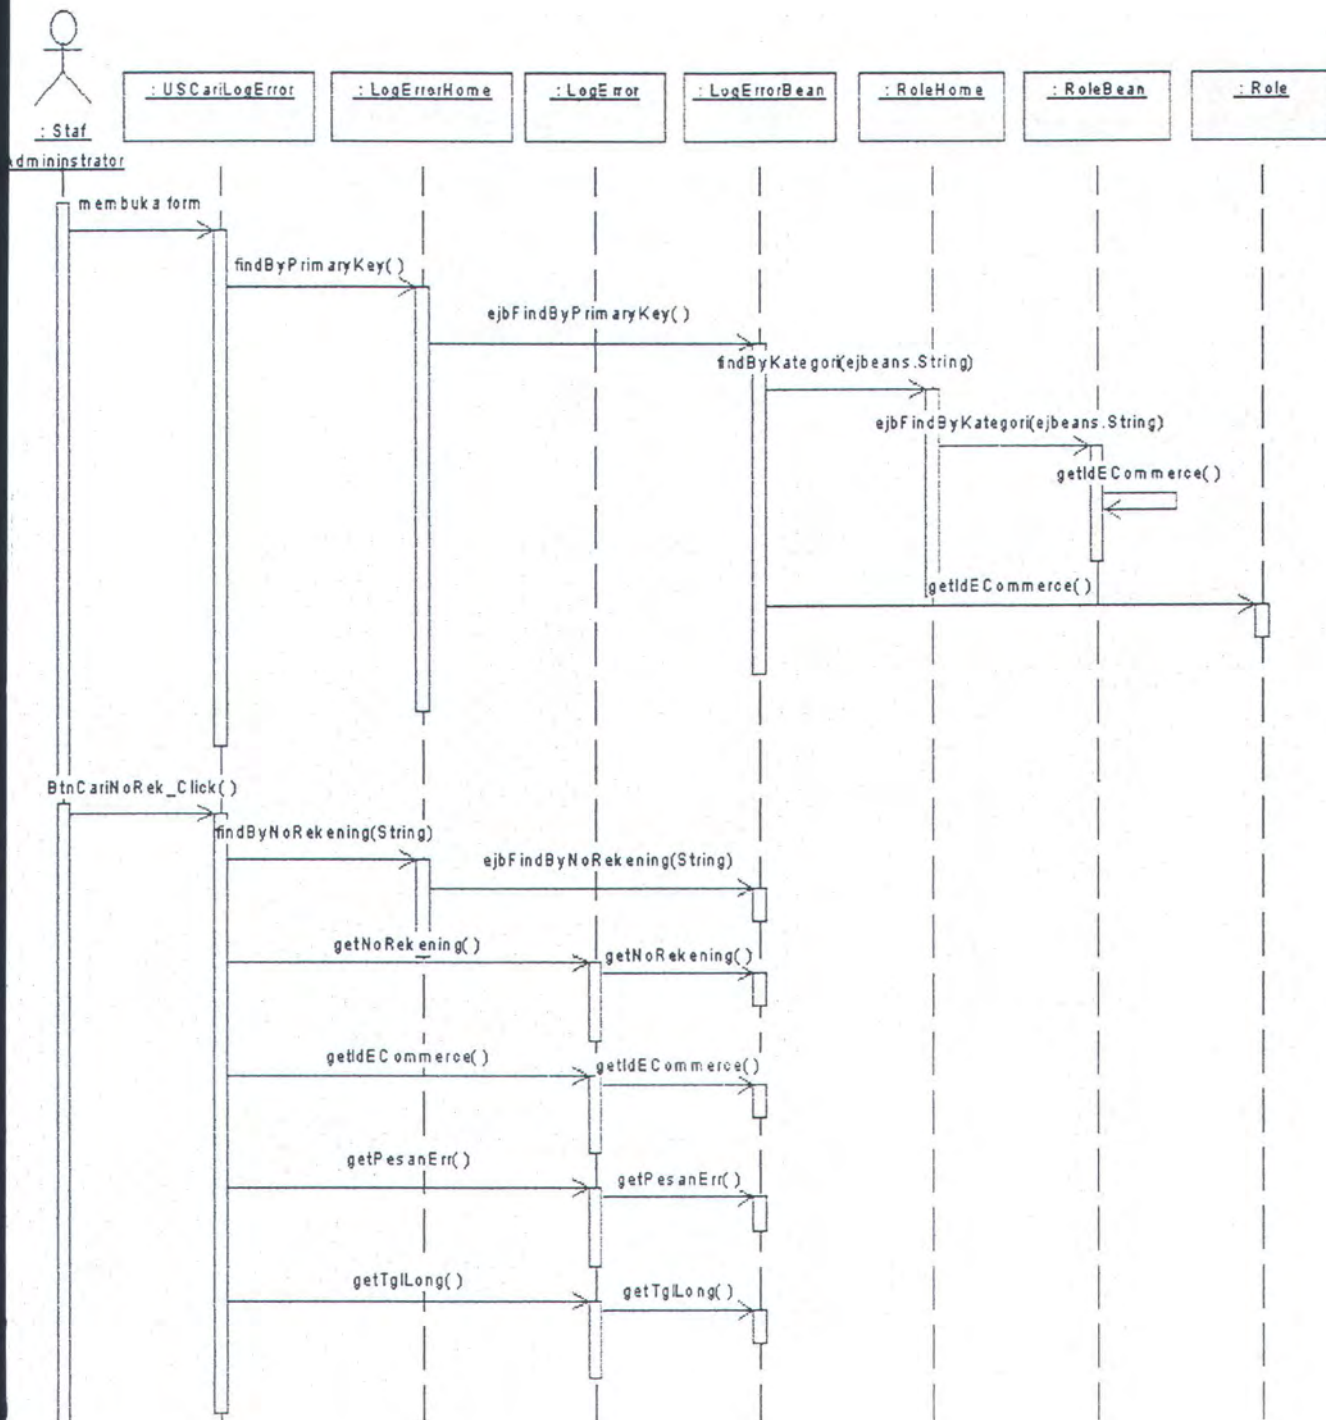 : USCariLogError
: LogErrorHome
: LogError
: LogErrorBean
: RoleHome
: RoleBean
: Role
: Staf
Admininstrator
membuka form
findByPrimaryKey()
ejbFindByPrimaryKey()
findByKategori(ejbeans.String)
ejbFindByKategori(ejbeans.String)
getIdECommerce()
getIdECommerce()
BtnCariNoRek_Click()
findByNoRekening(String)
ejbFindByNoRekening(String)
getNoRekening()
getNoRekening()
getIdECommerce()
getIdECommerce()
getPesanErr()
getPesanErr()
getTglLong()
getTglLong()